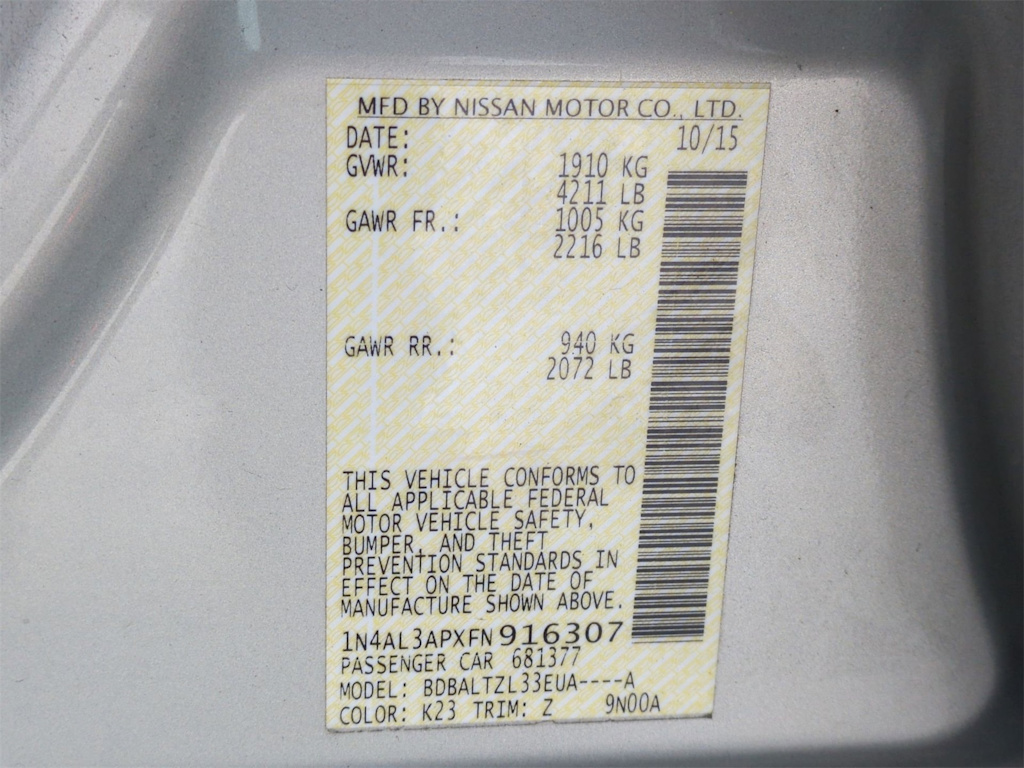 MFD BY NISSAN MOTOR CO., LTD.
DATE: 10/15
GVWR: 1910 KG
4211 LB
GAWR FR.: 1005 KG
2216 LB
GAWR RR.: 940 KG
2072 LB
THIS VEHICLE CONFORMS TO
ALL APPLICABLE FEDERAL
MOTOR VEHICLE SAFETY,
BUMPER, AND THEFT
PREVENTION STANDARDS IN
EFFECT ON THE DATE OF
MANUFACTURE SHOWN ABOVE.
1N4AL3APXFN916307
PASSENGER CAR 681377
MODEL: BDBALTZL33EUA----A
COLOR: K23 TRIM: Z 9N00A